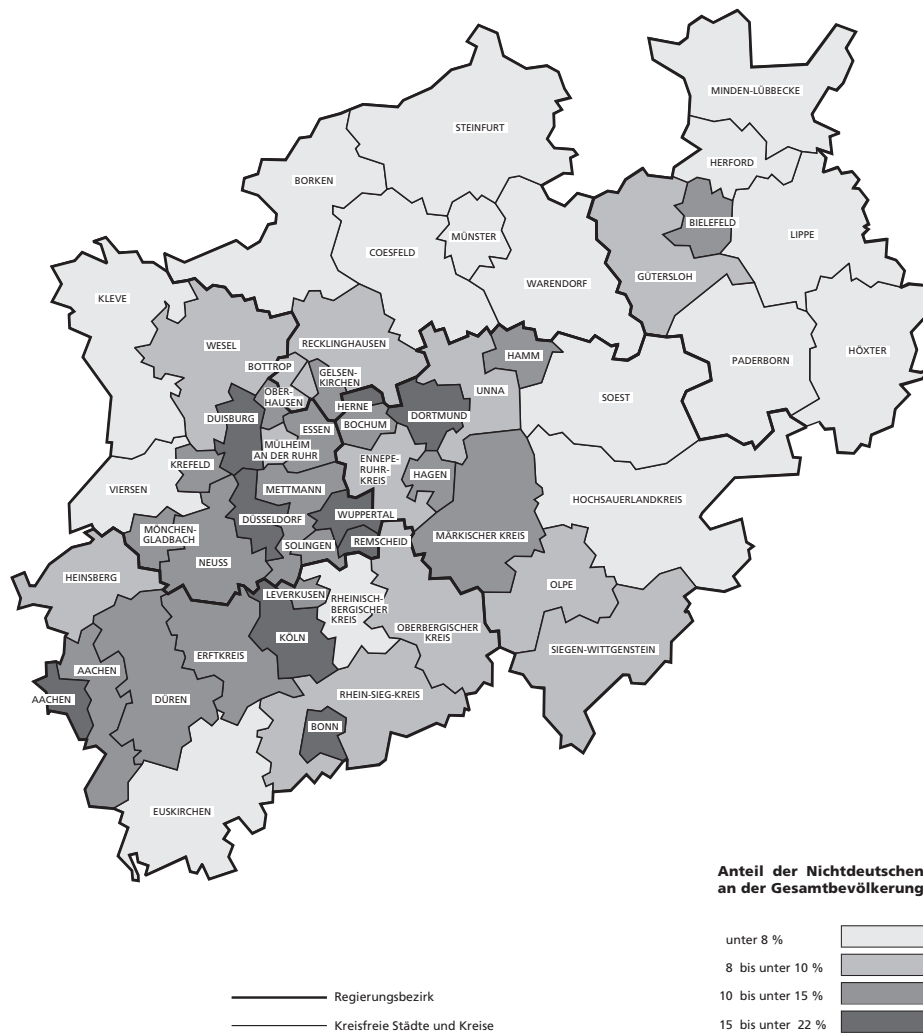 MINDEN-LÜBBECKE
STEINFURT
HERFORD
BORKEN
BIELEFELD
LIPPE
MÜNSTER
COESFELD
GÜTERSLOH
WARENDORF
KLEVE
WESEL
RECKLINGHAUSEN
HAMM
HÖXTER
PADERBORN
BOTTROP
GELSEN-
KIRCHEN
UNNA
SOEST
OBER-
HAUSEN
HERNE
DORTMUND
DUISBURG
BOCHUM
ESSEN
MÜLHEIM
AN DER RUHR
ENNEPE-
RUHR-
KREIS
KREFELD
HAGEN
VIERSEN
METTMANN
HOCHSAUERLANDKREIS
WUPPERTAL
DÜSSELDORF
MÖNCHEN-
GLADBACH
MÄRKISCHER KREIS
SOLINGEN
REMSCHEID
NEUSS
HEINSBERG
OLPE
LEVERKUSEN
RHEINISCH-
BERGISCHER
KREIS
OBERBERGISCHER
KREIS
KÖLN
SIEGEN-WITTGENSTEIN
ERFTKREIS
AACHEN
RHEIN-SIEG-KREIS
AACHEN
DÜREN
BONN
EUSKIRCHEN
Anteil der Nichtdeutschen
an der Gesamtbevölkerung
unter 8 %
8 bis unter 10 %
10 bis unter 15 %
15 bis unter 22 %
Regierungsbezirk
Kreisfreie Städte und Kreise